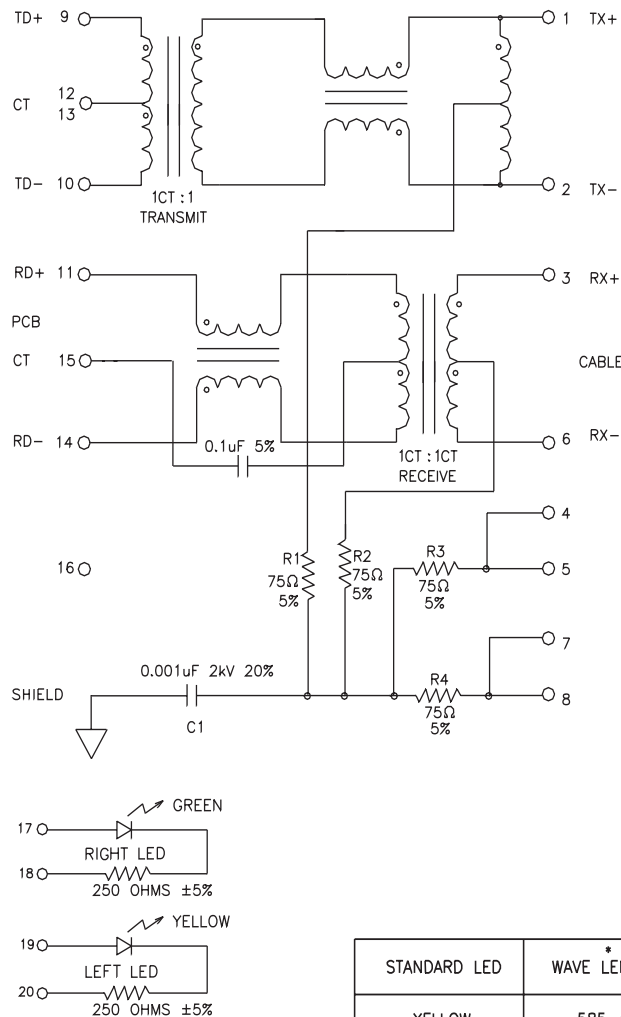 TD+ 9
1 TX+
CT 12
13
TD- 10
2 TX-
1CT : 1
TRANSMIT
RD+ 11
3 RX+
PCB
CT 15
CABLE
RD- 14
6 RX-
0.1uF 5%
1CT : 1CT
RECEIVE
4
16
R1
75Ω
5%
R2
75Ω
5%
R3
75Ω
5%
5
7
0.001uF 2kV 20%
SHIELD
C1
R4
75Ω
5%
8
GREEN
17
RIGHT LED
18
250 OHMS ±5%
YELLOW
19
LEFT LED
20
250 OHMS ±5%
STANDARD LED
WAVE LE
*